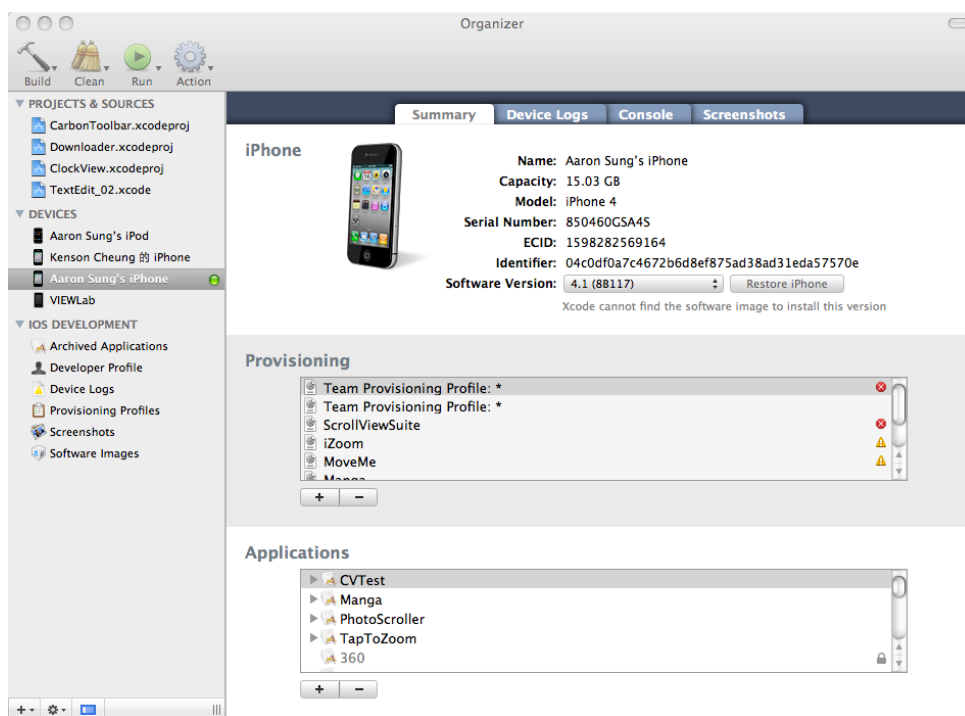 Organizer
Build Clean Run Action
PROJECTS & SOURCES
CarbonToolbar.xcodeproj
Downloader.xcodeproj
ClockView.xcodeproj
TextEdit_02.xcode
DEVICES
Aaron Sung's iPod
Kenson Cheung 的 iPhone
Aaron Sung's iPhone
VIEWLab
IOS DEVELOPMENT
Archived Applications
Developer Profile
Device Logs
Provisioning Profiles
Screenshots
Software Images
Summary Device Logs Console Screenshots
iPhone
Name: Aaron Sung's iPhone
Capacity: 15.03 GB
Model: iPhone 4
Serial Number: 850460GSA4S
ECID: 1598282569164
Identifier: 04c0df0a7c4672b6d8ef875ad38ad31eda57570e
Software Version: 4.1 (8B117) Restore iPhone
Xcode cannot find the software image to install this version
Provisioning
Team Provisioning Profile: *
Team Provisioning Profile: *
ScrollViewSuite
iZoom
MoveMe
Manga
Applications
CVTest
Manga
PhotoScroller
TapToZoom
360